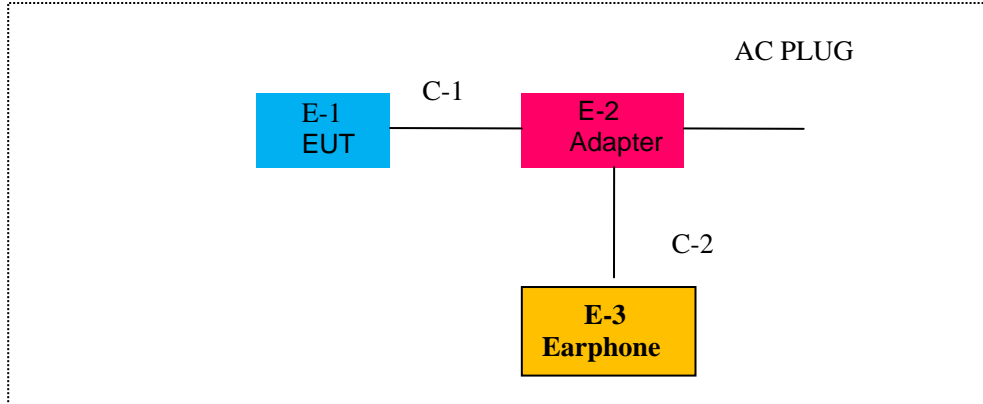 AC PLUG
C-1
E-1
EUT
E-2
Adapter
C-2
E-3
Earphone